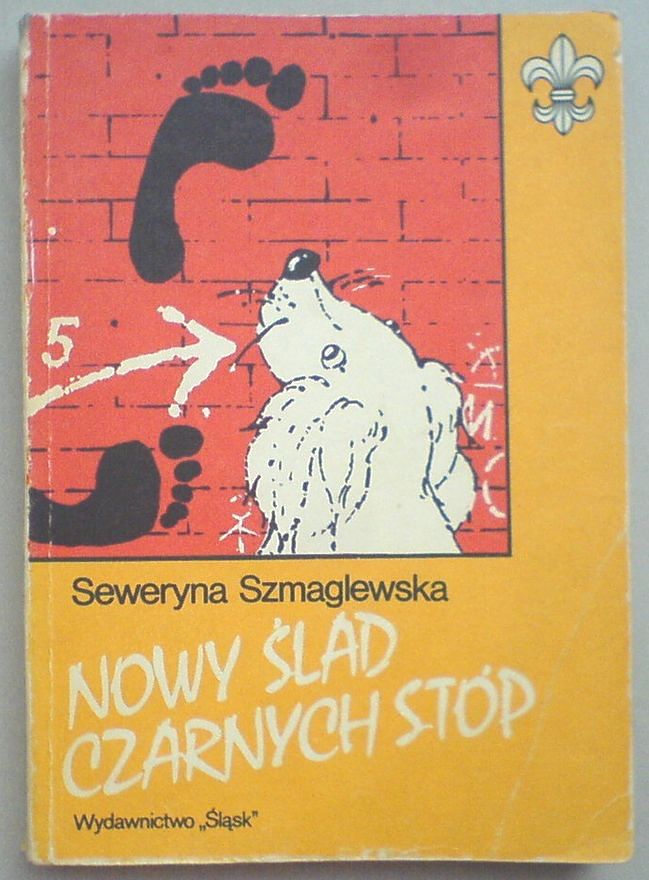 5
Seweryna Szmaglewska
NOWY ŚLAD
CZARNYCH STÓP
Wydawnictwo „Śląsk”